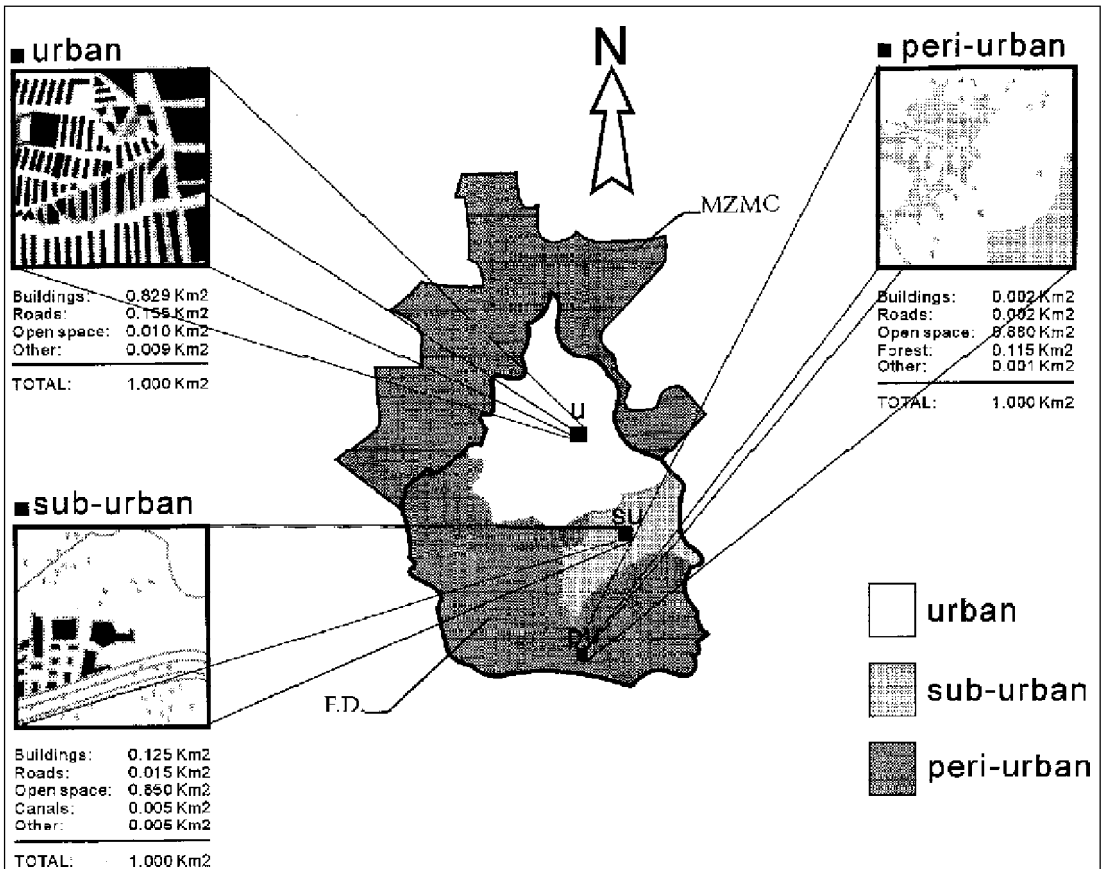 urban
Buildings: 0.829 Km2
Roads: 0.155 Km2
Open space: 0.010 Km2
Other: 0.009 Km2
TOTAL: 1.000 Km2
N
peri-urban
Buildings: 0.002 Km2
Roads: 0.002 Km2
Open space: 0.880 Km2
Forest: 0.115 Km2
Other: 0.001 Km2
TOTAL: 1.000 Km2
MZMC
u
su
F.D.
sub-urban
Buildings: 0.125 Km2
Roads: 0.015 Km2
Open space: 0.850 Km2
Canals: 0.005 Km2
Other: 0.005 Km2
TOTAL: 1.000 Km2
urban
sub-urban
peri-urban